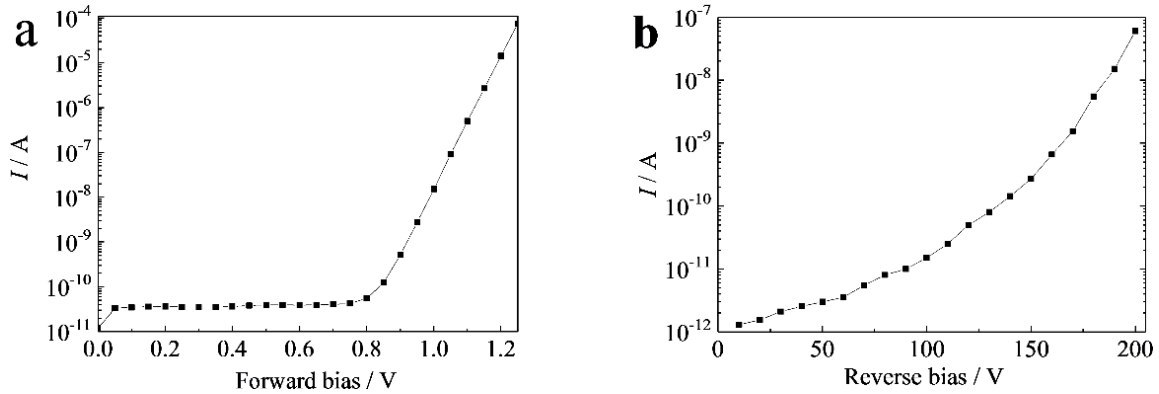 a
10⁻⁴
10⁻⁵
10⁻⁶
10⁻⁷
10⁻⁸
10⁻⁹
10⁻¹⁰
10⁻¹¹
I / A
0.0 0.2 0.4 0.6 0.8 1.0 1.2
Forward bias / V
b
10⁻⁷
10⁻⁸
10⁻⁹
10⁻¹⁰
10⁻¹¹
10⁻¹²
I / A
0 50 100 150 200
Reverse bias / V